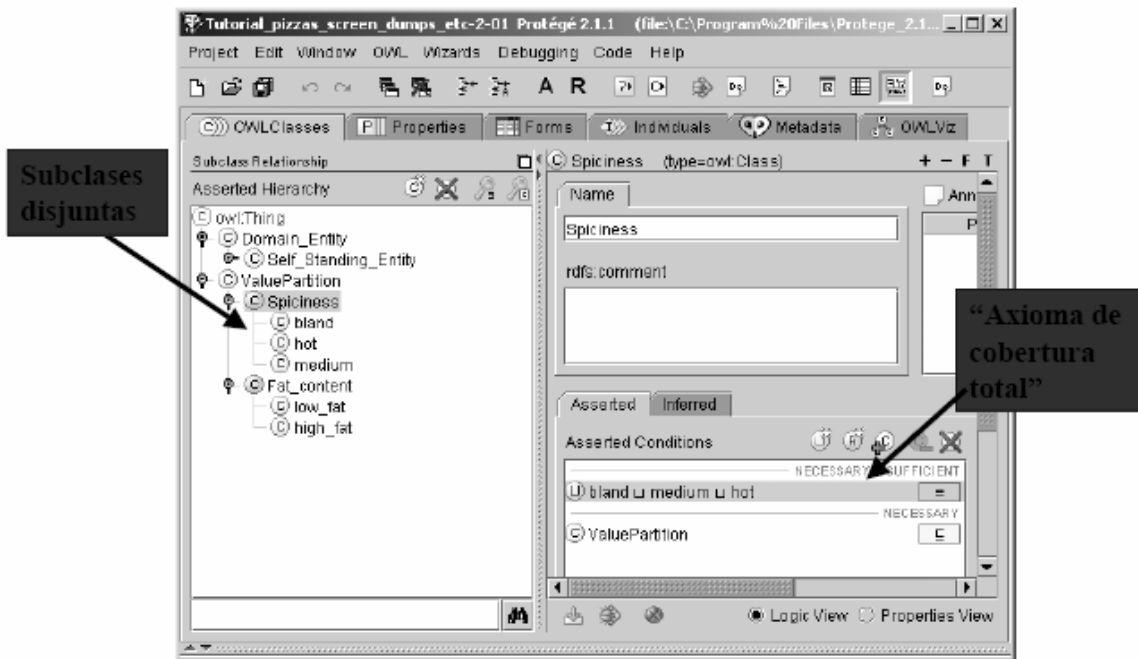 Tutorial_pizzas_screen_dumps_etc-2-01 Protégé 2.1.1 (file:\C:\Program%20Files\Protege_2.1...
Project Edit Window OWL Wizards Debugging Code Help
OWLClasses Properties Forms Individuals Metadata OWLViz
Subclases
disjuntas
Subclass Relationship
Asserted Hierarchy
owl:Thing
Domain_Entity
Self_Standing_Entity
ValuePartition
Spiciness
bland
hot
medium
Fat_content
low_fat
high_fat
Spiciness (type=owl:Class)
+ − F T
Name
Ann
P
Spiciness
rdfs:comment
“Axioma de
cobertura
total”
Asserted Inferred
Asserted Conditions
NECESSARY SUFFICIENT
bland ⊔ medium ⊔ hot
≡
NECESSARY
ValuePartition
⊑
Logic View Properties View